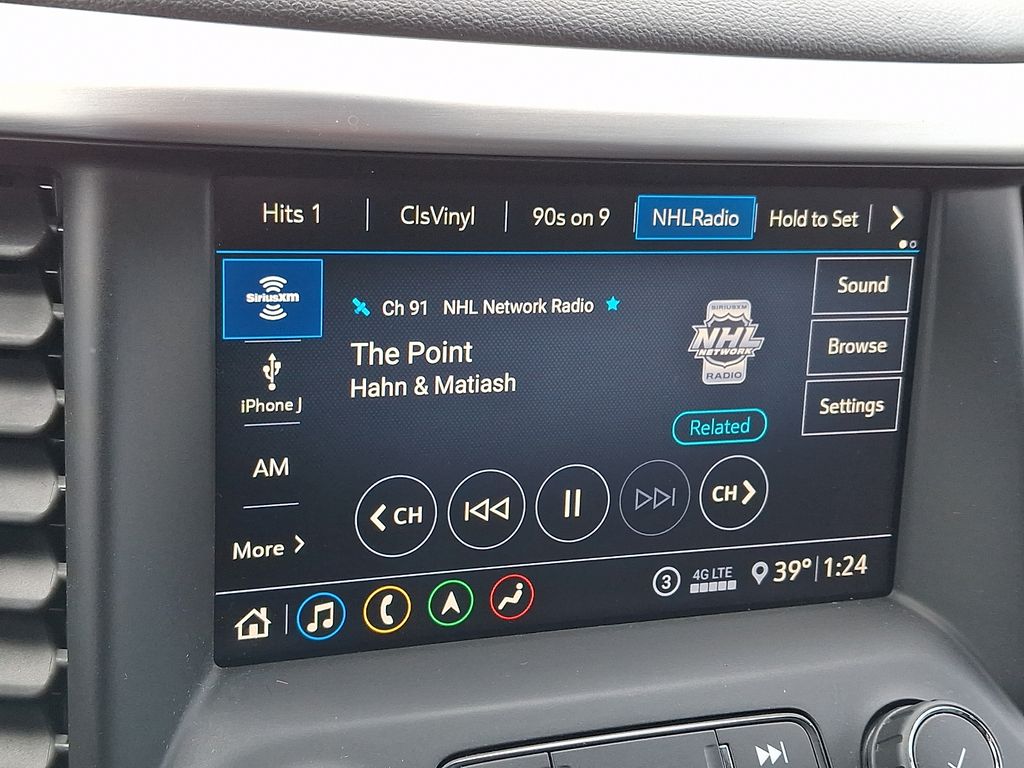 Hits 1
ClsVinyl
90s on 9
NHLRadio
Hold to Set
SiriusXM
Ch 91 NHL Network Radio
The Point
Hahn & Matiash
SIRIUSXM
NHL
NETWORK
RADIO
Related
Sound
Browse
Settings
iPhone J
AM
More
CH
CH
3
4G LTE
39° 1:24